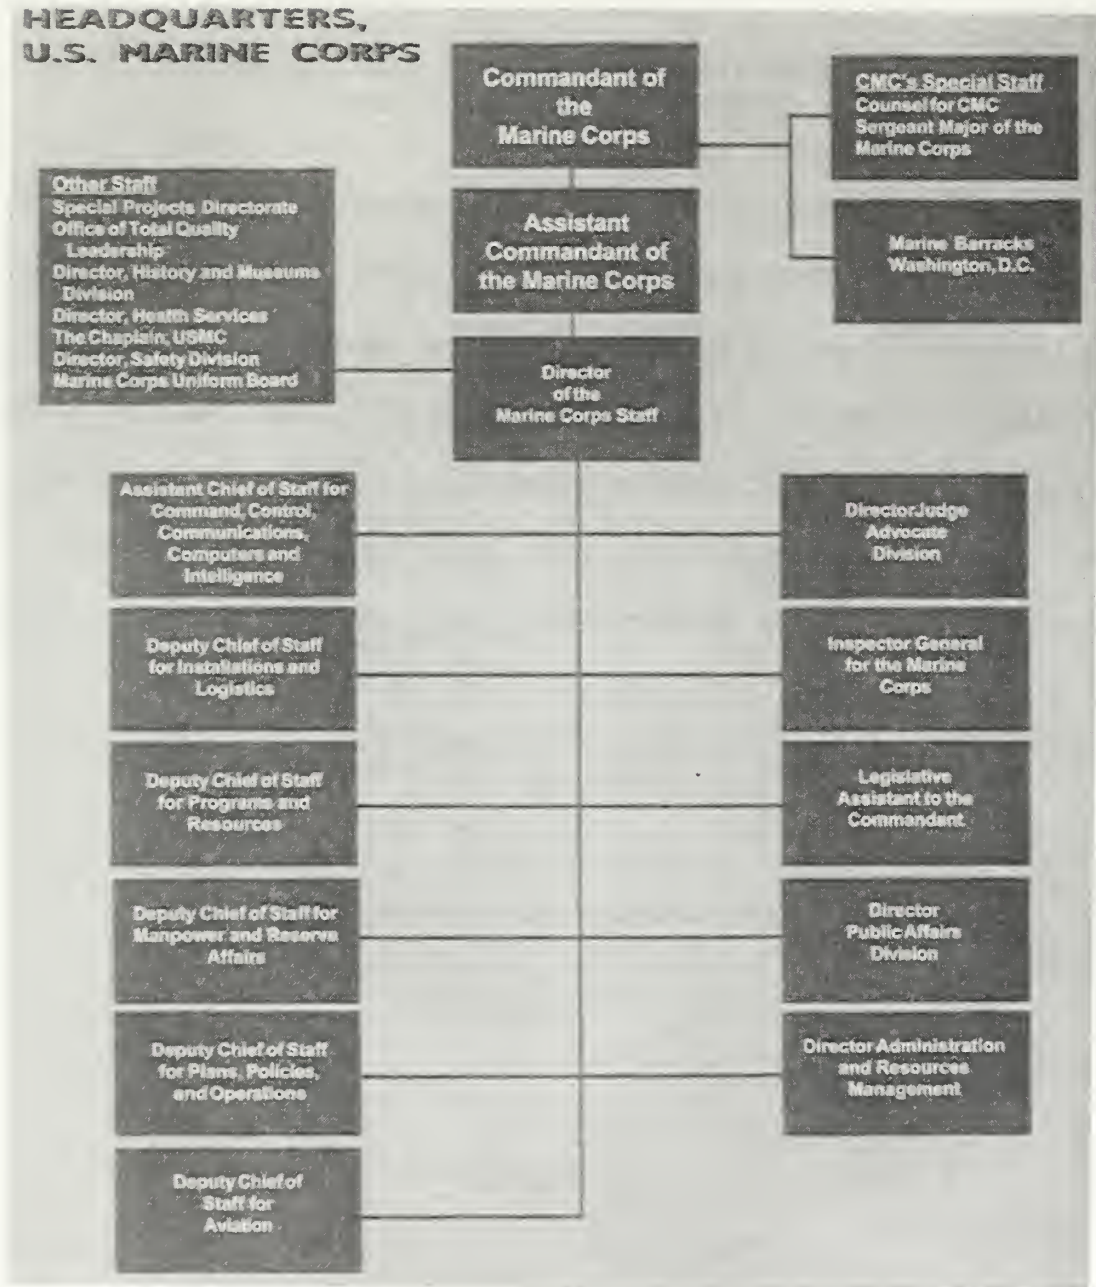 HEADQUARTERS,
U.S. MARINE CORPS
Commandant of
the
Marine Corps
CMC's Special Staff
Counsel for CMC
Sergeant Major of the
Marine Corps
Marine Barracks
Washington, D.C.
Assistant
Commandant of
the Marine Corps
Other Staff
Special Projects Directorate
Office of Total Quality
Leadership
Director, History and Museums
Division
Director, Health Services
The Chaplain, USMC
Director, Safety Division
Marine Corps Uniform Board
Director
of the
Marine Corps Staff
Assistant Chief of Staff for
Command, Control,
Communications,
Computers and
Intelligence
Director Judge
Advocate
Division
Deputy Chief of Staff
for Installations and
Logistics
Inspector General
for the Marine
Corps
Deputy Chief of Staff
for Programs and
Resources
Legislative
Assistant to the
Commandant
Deputy Chief of Staff for
Manpower and Reserve
Affairs
Director
Public Affairs
Division
Deputy Chief of Staff
for Plans, Policies,
and Operations
Director Administration
and Resources
Management
Deputy Chief of
Staff for
Aviation